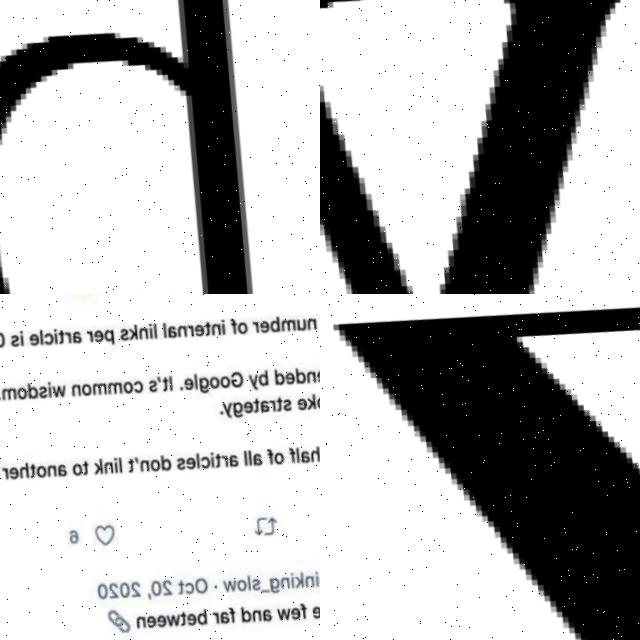 number of internal links per article is 0
nded by Google. It's common wisdom.
ke strategy.
half of all articles don't link to another
6
inking_slow · Oct 20, 2020
e few and far between